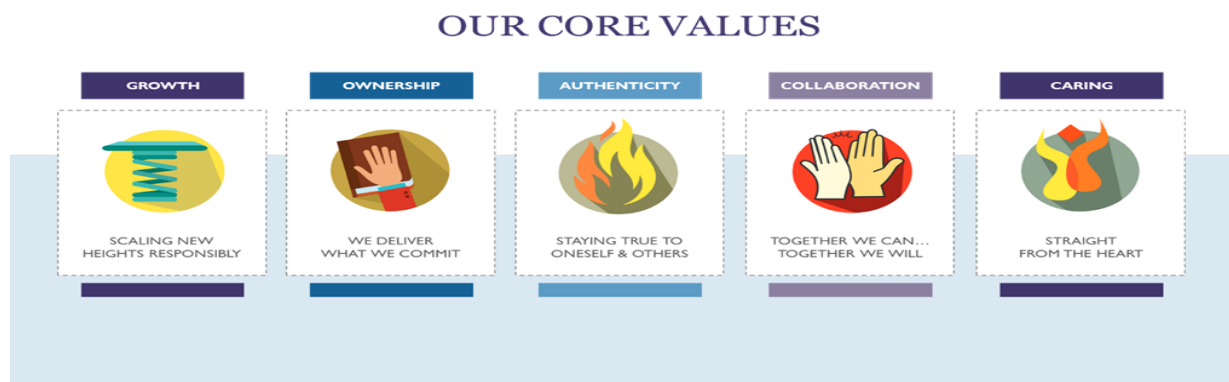 OUR CORE VALUES
GROWTH
SCALING NEW
HEIGHTS RESPONSIBLY
OWNERSHIP
WE DELIVER
WHAT WE COMMIT
AUTHENTICITY
STAYING TRUE TO
ONESELF & OTHERS
COLLABORATION
TOGETHER WE CAN...
TOGETHER WE WILL
CARING
STRAIGHT
FROM THE HEART